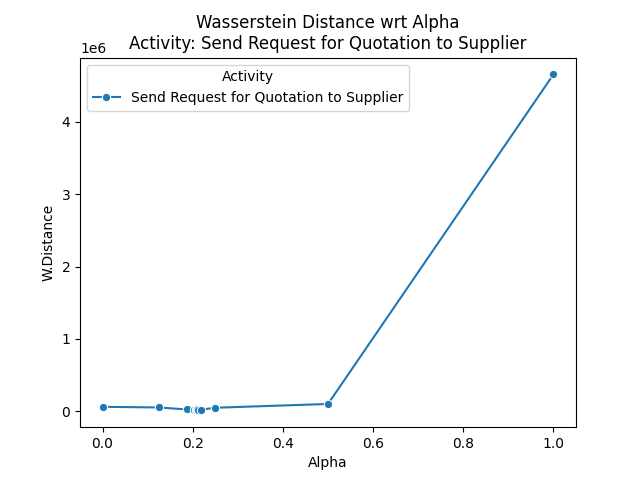 Wasserstein Distance wrt Alpha
Activity: Send Request for Quotation to Supplier
1e6
Activity
Send Request for Quotation to Supplier
4
3
2
1
0
W.Distance
0.0 0.2 0.4 0.6 0.8 1.0
Alpha